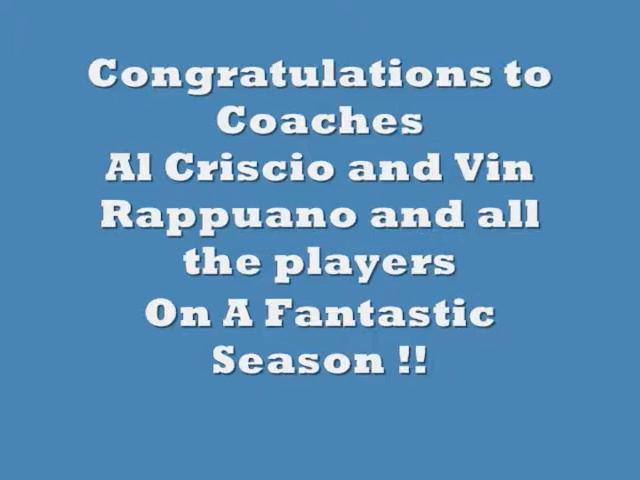 Congratulations to
Coaches
Al Criscio and Vin
Rappuano and all
the players
On A Fantastic
Season !!